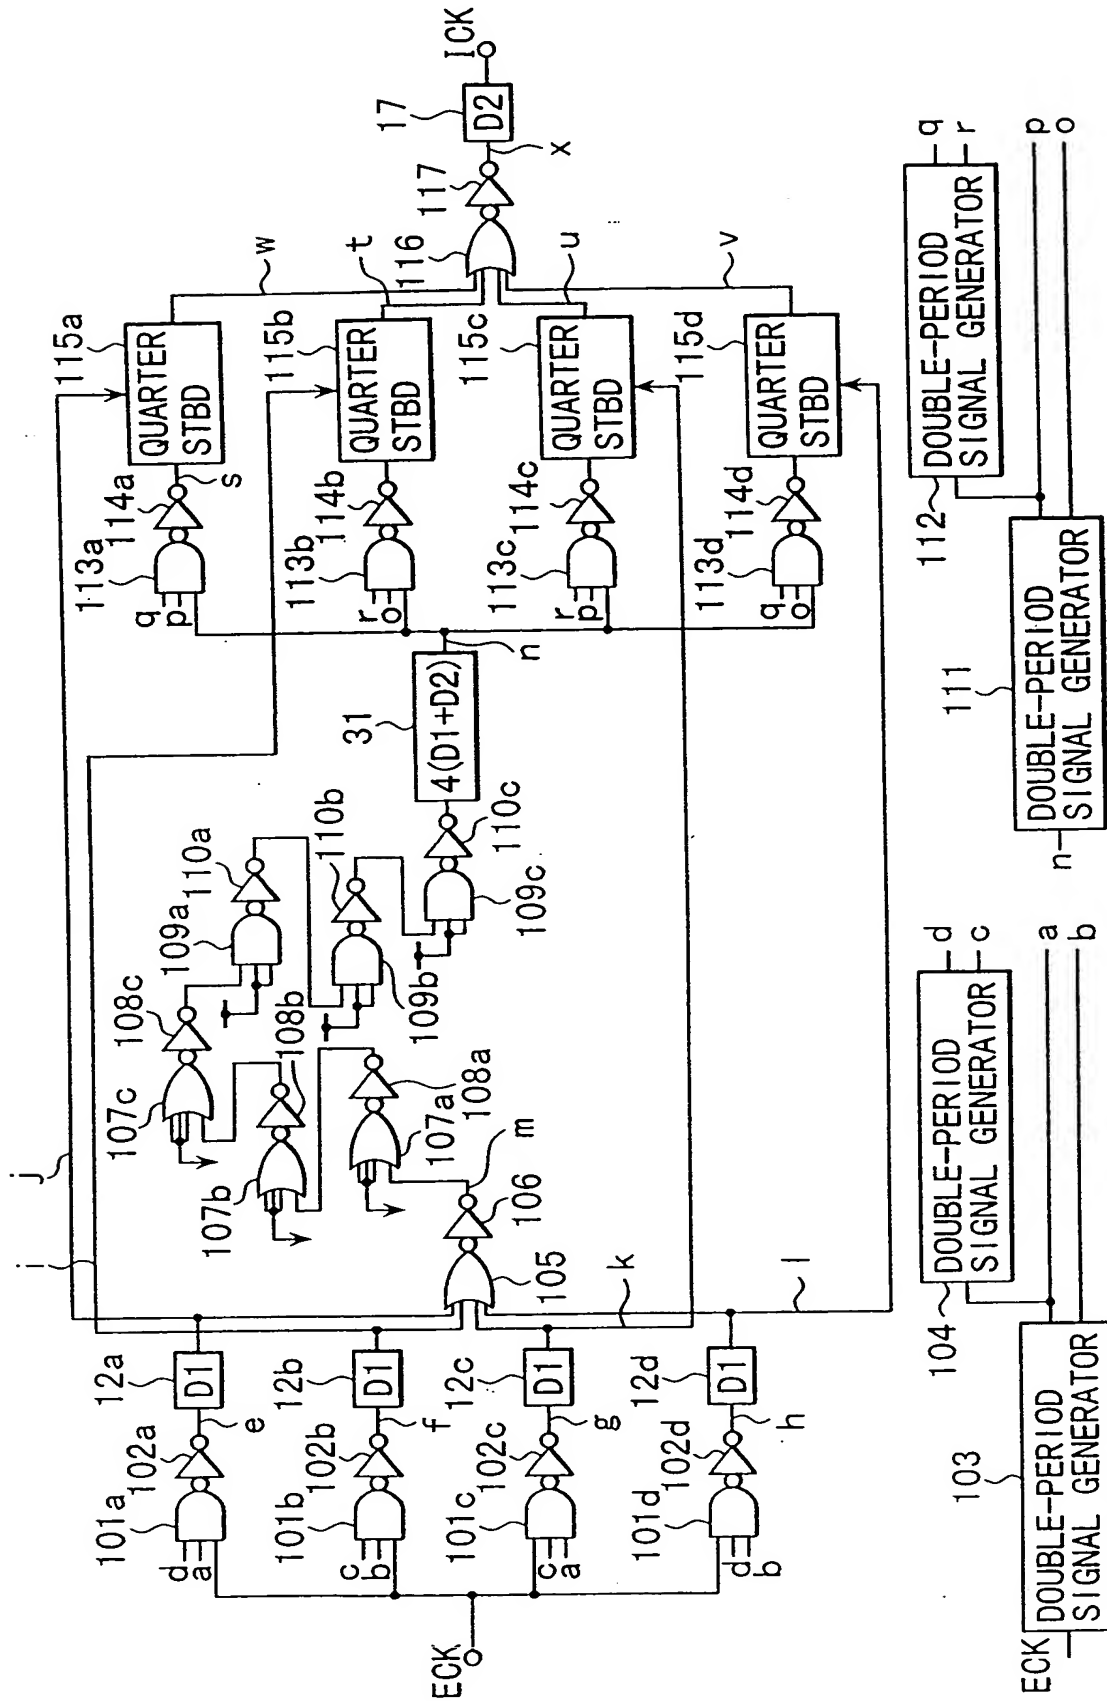 ECK
101a
d
a
102a
e
12a
D1
101b
c
b
102b
f
12b
D1
101c
c
a
102c
g
12c
D1
101d
d
b
102d
h
12d
D1
i
j
k
l
105
106
m
107a
108a
107b
108b
107c
108c
109a
110a
109b
110b
109c
110c
31
4(D1+D2)
n
113a
q
p
114a
s
115a
QUARTER
STBD
w
113b
r
o
114b
115b
QUARTER
STBD
t
113c
r
p
114c
115c
QUARTER
STBD
u
113d
q
o
114d
115d
QUARTER
STBD
v
116
117
x
17
D2
ICK
ECK
103
DOUBLE-PERIOD
SIGNAL GENERATOR
104
DOUBLE-PERIOD
SIGNAL GENERATOR
d
c
a
b
n
111
DOUBLE-PERIOD
SIGNAL GENERATOR
112
DOUBLE-PERIOD
SIGNAL GENERATOR
q
r
p
o